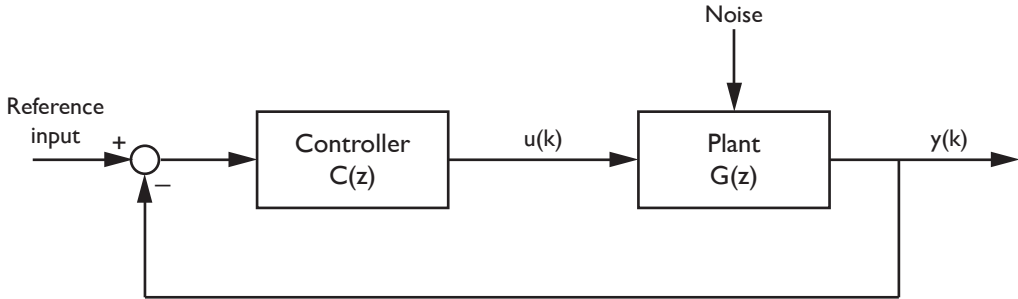 Noise
Reference
input
+
Controller
C(z)
u(k)
Plant
G(z)
y(k)
–